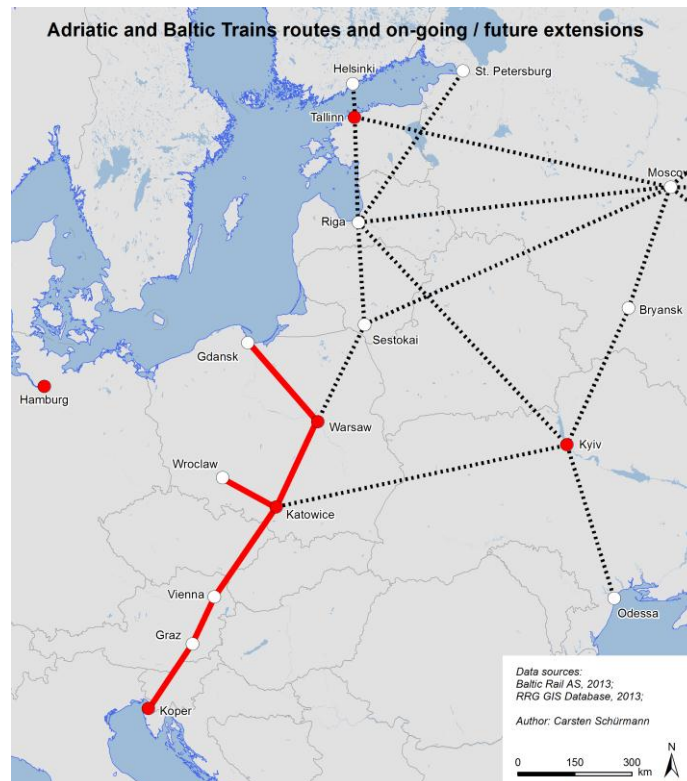 Adriatic and Baltic Trains routes and on-going / future extensions
Helsinki
St. Petersburg
Tallinn
Moscow
Riga
Bryansk
Sestokai
Gdansk
Hamburg
Warsaw
Kyiv
Wroclaw
Katowice
Vienna
Odessa
Graz
Koper
Data sources:
Baltic Rail AS, 2013;
RRG GIS Database, 2013;
Author: Carsten Schürmann
N
0 150 300
km